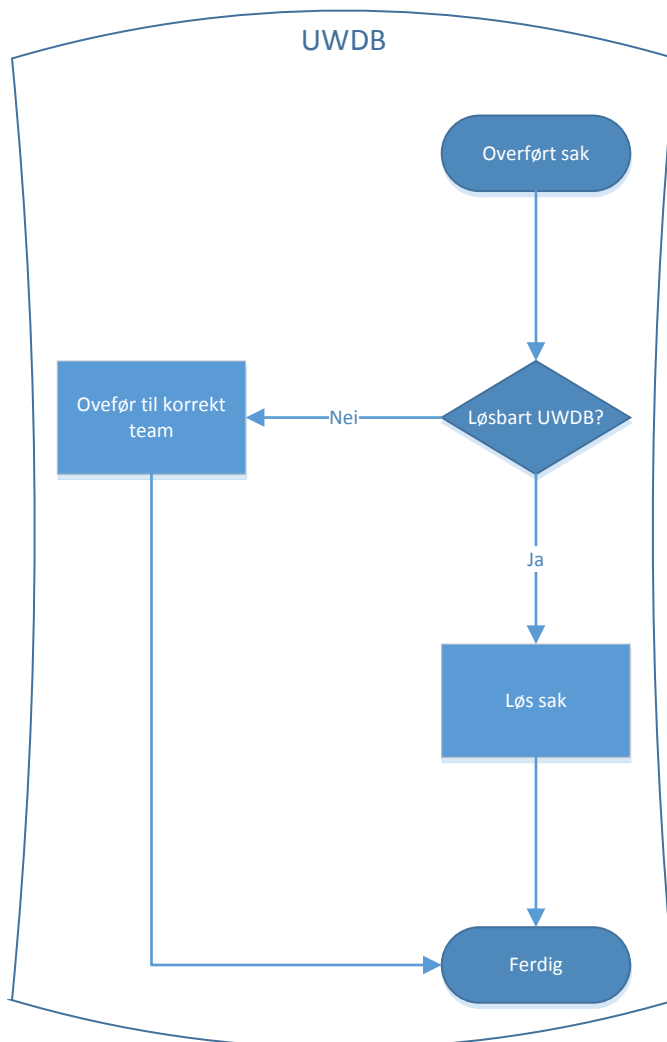 UWDB
Overført sak
Løsbart UWDB?
Nei
Ovefør til korrekt
team
Ja
Løs sak
Ferdig